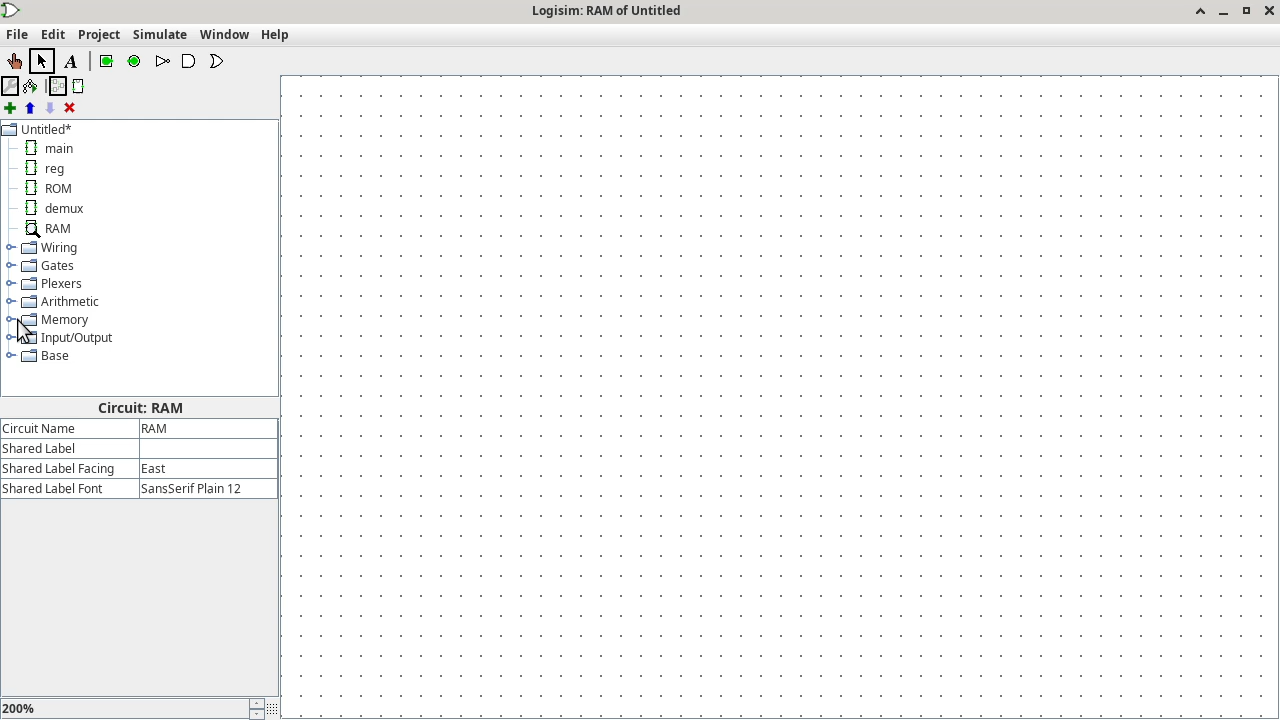 Logisim: RAM of Untitled
File Edit Project Simulate Window Help
A
Untitled*
main
reg
ROM
demux
RAM
Wiring
Gates
Plexers
Arithmetic
Memory
Input/Output
Base
Circuit: RAM
Circuit Name RAM
Shared Label
Shared Label Facing East
Shared Label Font SansSerif Plain 12
200%